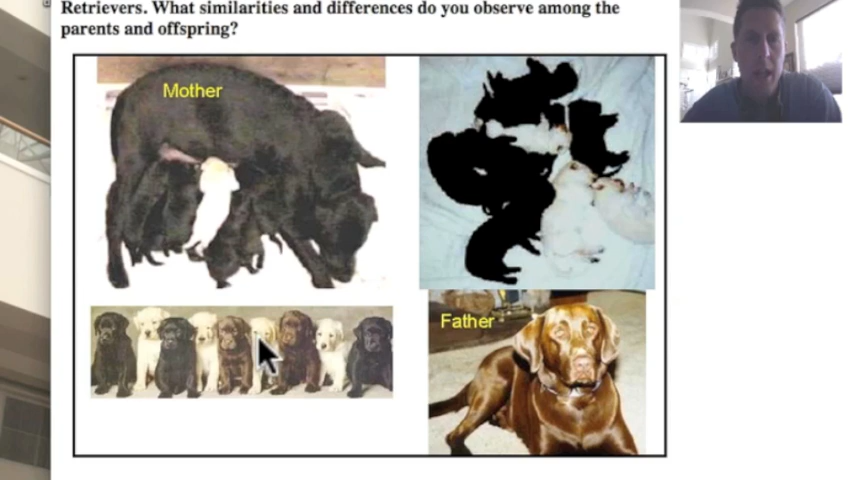 Retrievers. What similarities and differences do you observe among the
parents and offspring?
Mother
Father